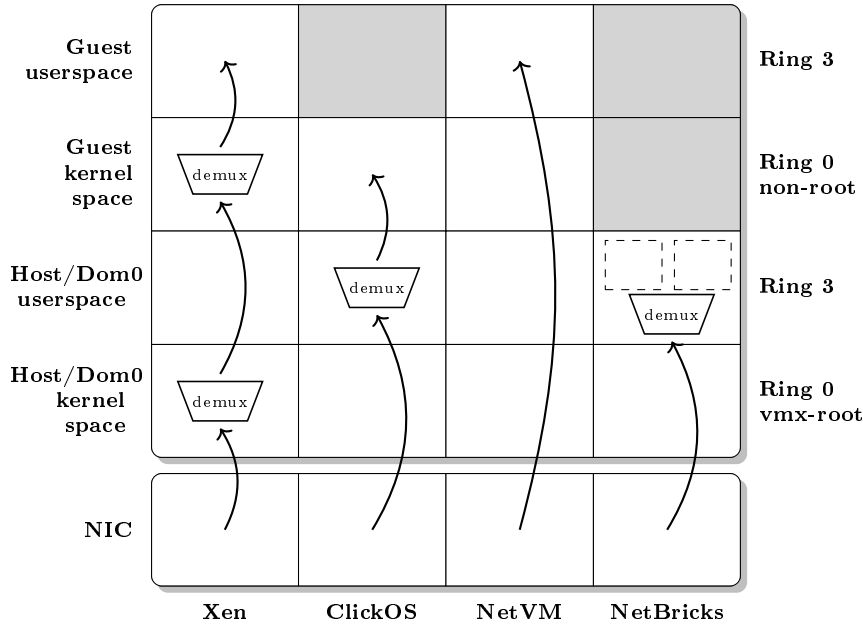 Guest
userspace
Ring 3
Guest
kernel
space
demux
Ring 0
non-root
Host/Dom0
userspace
demux
demux
Ring 3
Host/Dom0
kernel
space
demux
Ring 0
vmx-root
NIC
Xen
ClickOS
NetVM
NetBricks